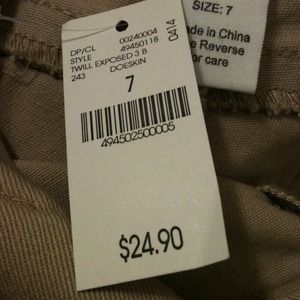 DP/CL 00240004
STYLE 49450118
TWILL EXPOSED 3 B
243 DOESKIN
0414
7
494502500005
$24.90
SIZE: 7
ade in China
e Reverse
or care